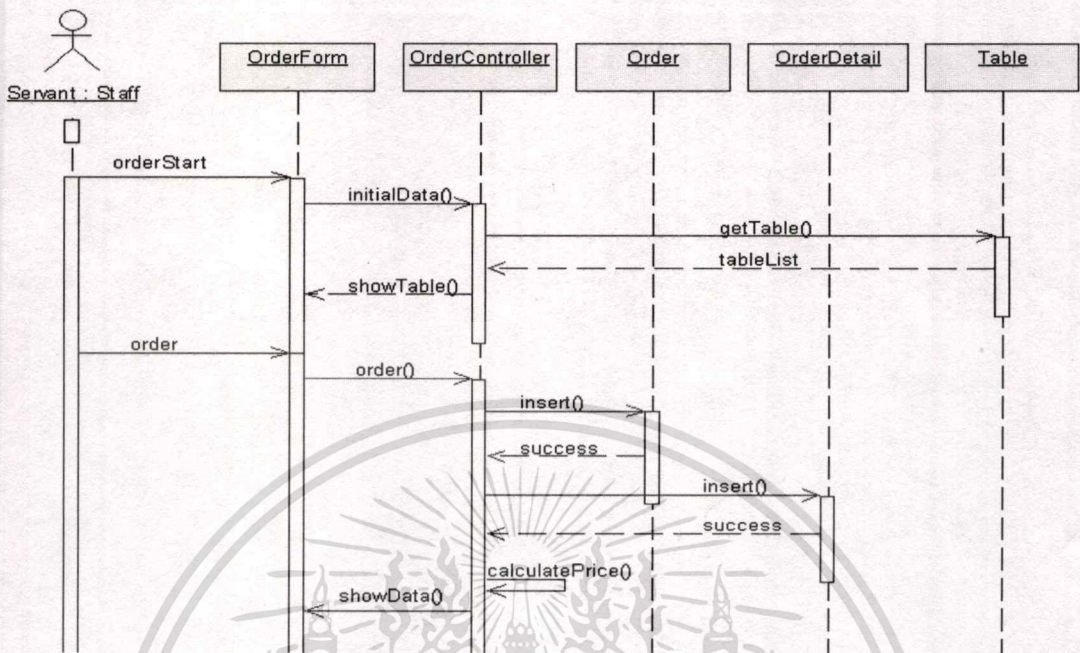 OrderForm
OrderController
Order
OrderDetail
Table
Servant : Staff
orderStart
initialData()
getTable()
tableList
showTable()
order
order()
insert()
success
insert()
success
calculatePrice()
showData()